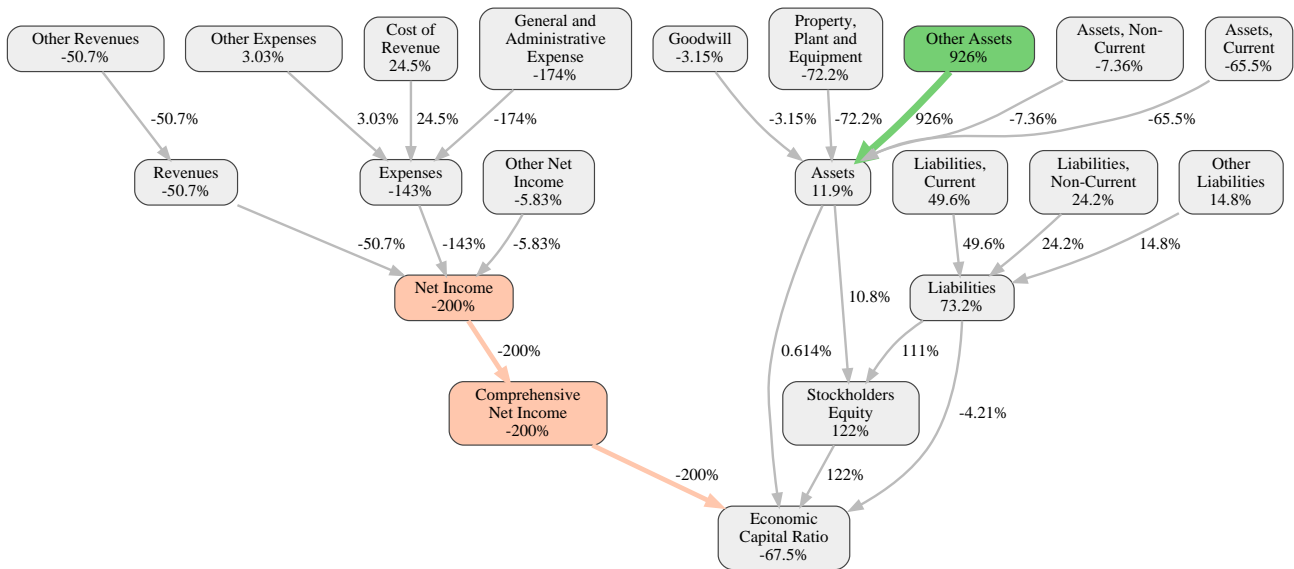 Other Revenues
-50.7%
Other Expenses
3.03%
Cost of
Revenue
24.5%
General and
Administrative
Expense
-174%
Goodwill
-3.15%
Property,
Plant and
Equipment
-72.2%
Other Assets
926%
Assets, Non-
Current
-7.36%
Assets,
Current
-65.5%
-50.7%
3.03%
24.5%
-174%
-3.15%
-72.2%
926%
-7.36%
-65.5%
Revenues
-50.7%
Expenses
-143%
Other Net
Income
-5.83%
Assets
11.9%
Liabilities,
Current
49.6%
Liabilities,
Non-Current
24.2%
Other
Liabilities
14.8%
-50.7%
-143%
-5.83%
49.6%
24.2%
14.8%
Net Income
-200%
10.8%
Liabilities
73.2%
-200%
0.614%
111%
Comprehensive
Net Income
-200%
Stockholders
Equity
122%
-4.21%
-200%
122%
Economic
Capital Ratio
-67.5%